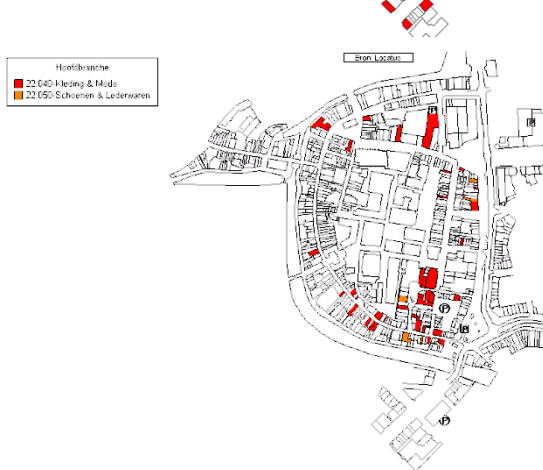 Bron: Locatus
Hoofdbranche
22.040-Kleding & Mode
22.050-Schoenen & Lederwaren
P
P
P
P
P